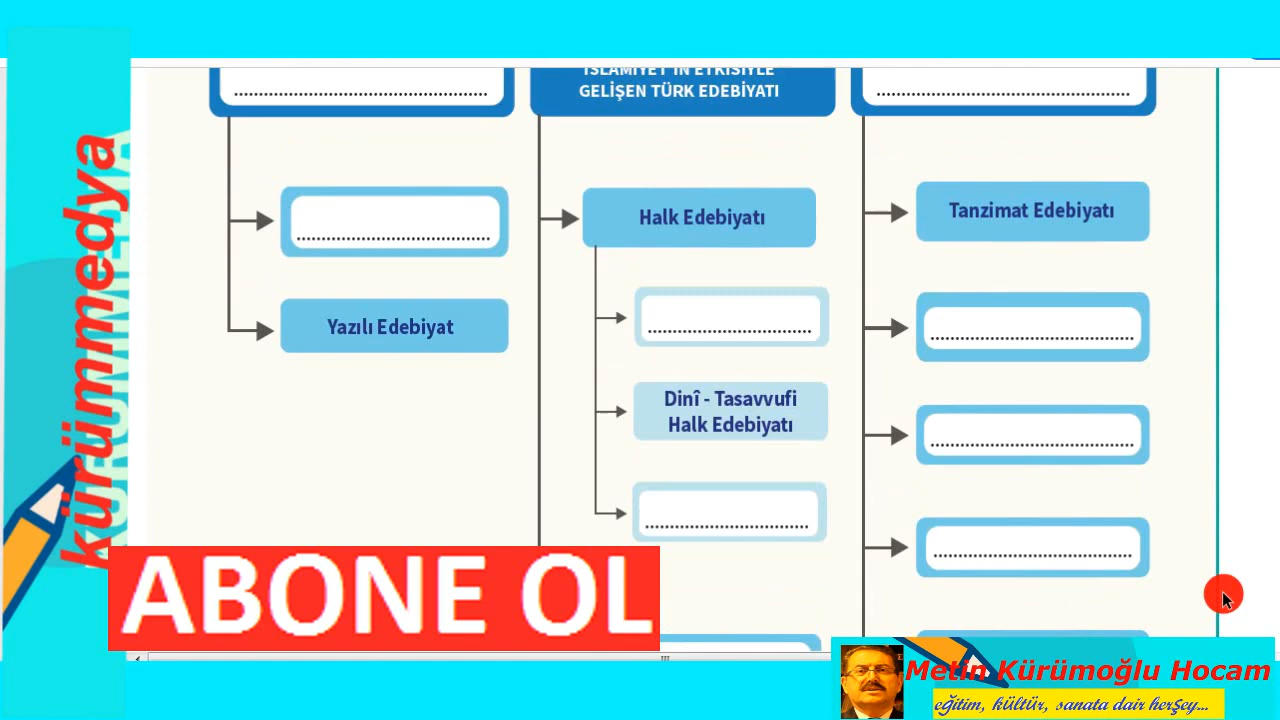 İSLAMİYET'İN ETKİSİYLE
GELİŞEN TÜRK EDEBİYATI
Halk Edebiyatı
Tanzimat Edebiyatı
Yazılı Edebiyat
Dinî - Tasavvufi
Halk Edebiyatı
kürümmedya
KÜRÜMMEDYA
ABONE OL
Metin Kürümoğlu Hocam
eğitim, kültür, sanata dair herşey...